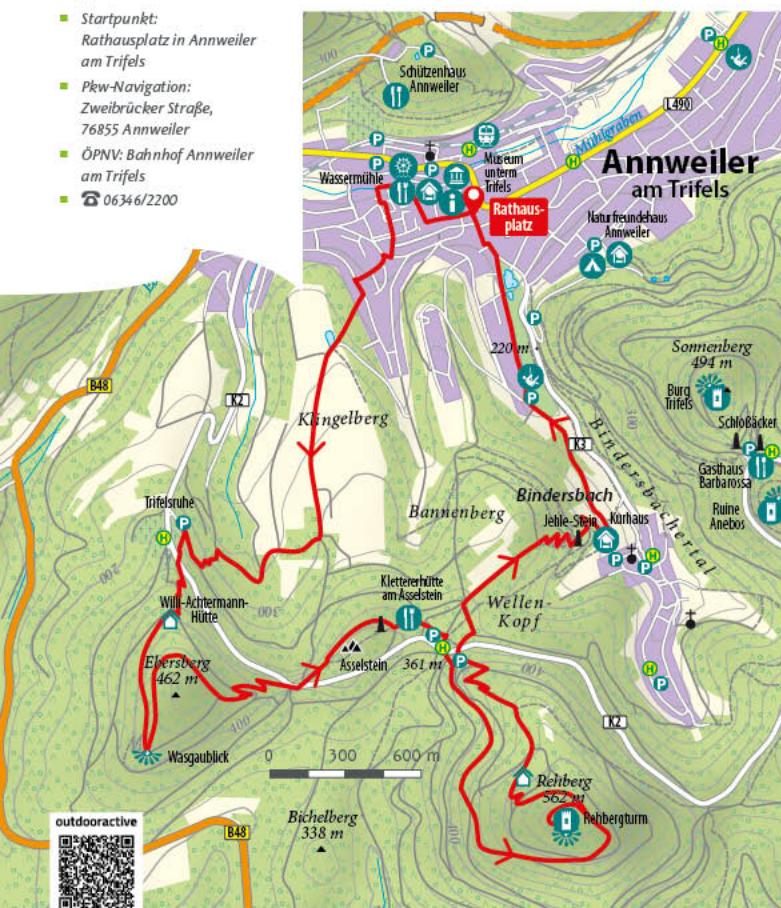 Startpunkt:
Rathausplatz in Annweiler
am Trifels
Pkw-Navigation:
Zweibrücker Straße,
76855 Annweiler
ÖPNV: Bahnhof Annweiler
am Trifels
☎ 06346/2200
300
P
H
Schützenhaus
Annweiler
L490
Mühlgraben
P
H
P
P
H
H
Museum
unterm
Trifels
Wassermühle
Annweiler
am Trifels
Rathaus-
platz
Naturfreundehaus
Annweiler
P
P
220 m
Sonnenberg
494 m
Burg
Trifels
300
Schloßäcker
P
H
Gasthaus
Barbarossa
Ruine
Anebos
B48
K2
P
K3
Klingelberg
Bindersbachertal
Bindersbach
Bannenberg
Jehle-Stein
Kurhaus
P
P
H
Trifelsruhe
P
H
200
300
Willi-Achtermann-
Hütte
Kletterhütte
am Asselstein
Wellen-
Kopf
P
H
361 m
P
Asselstein
Ebersberg
462 m
400
H
P
K2
Wasgaublick
0 300 600 m
Rehberg
562 m
Rehbergturm
Bichelberg
338 m
outdooractive
B48